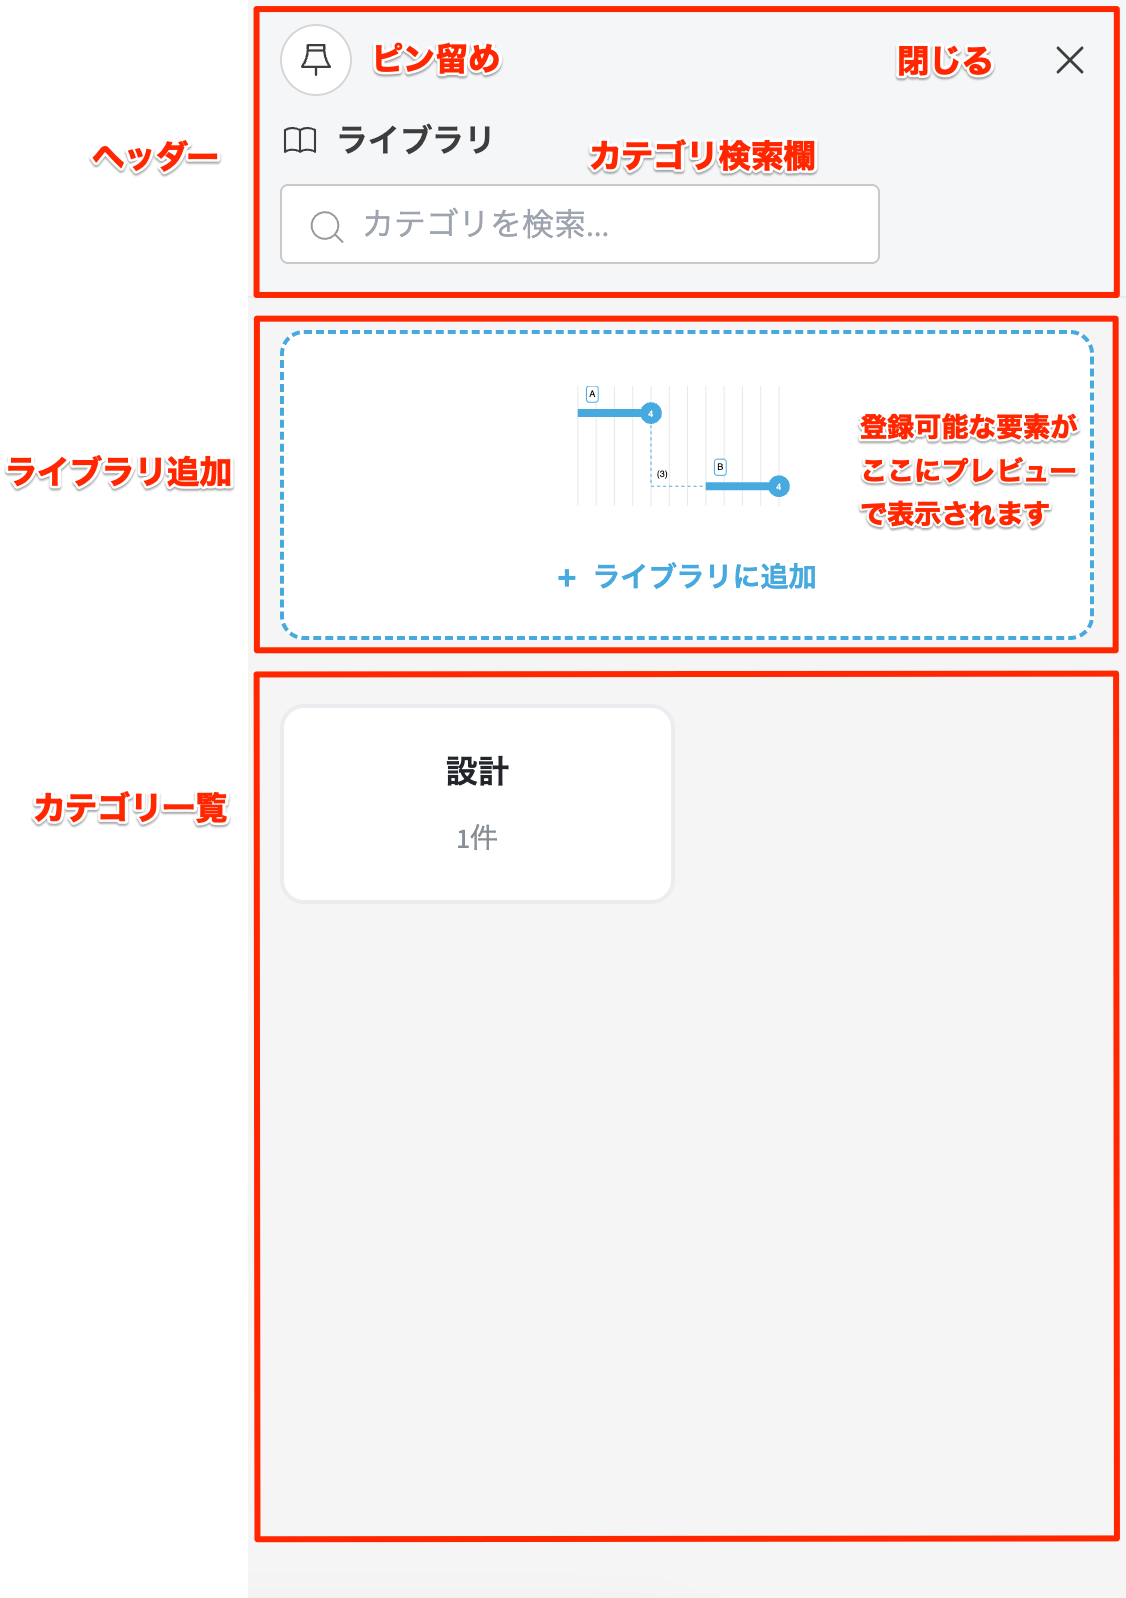 ピン留め
閉じる
ヘッダー
ライブラリ
カテゴリ検索欄
カテゴリを検索...
A
4
(3)
B
4
登録可能な要素が
ここにプレビュー
で表示されます
ライブラリ追加
+ ライブラリに追加
設計
1件
カテゴリ一覧